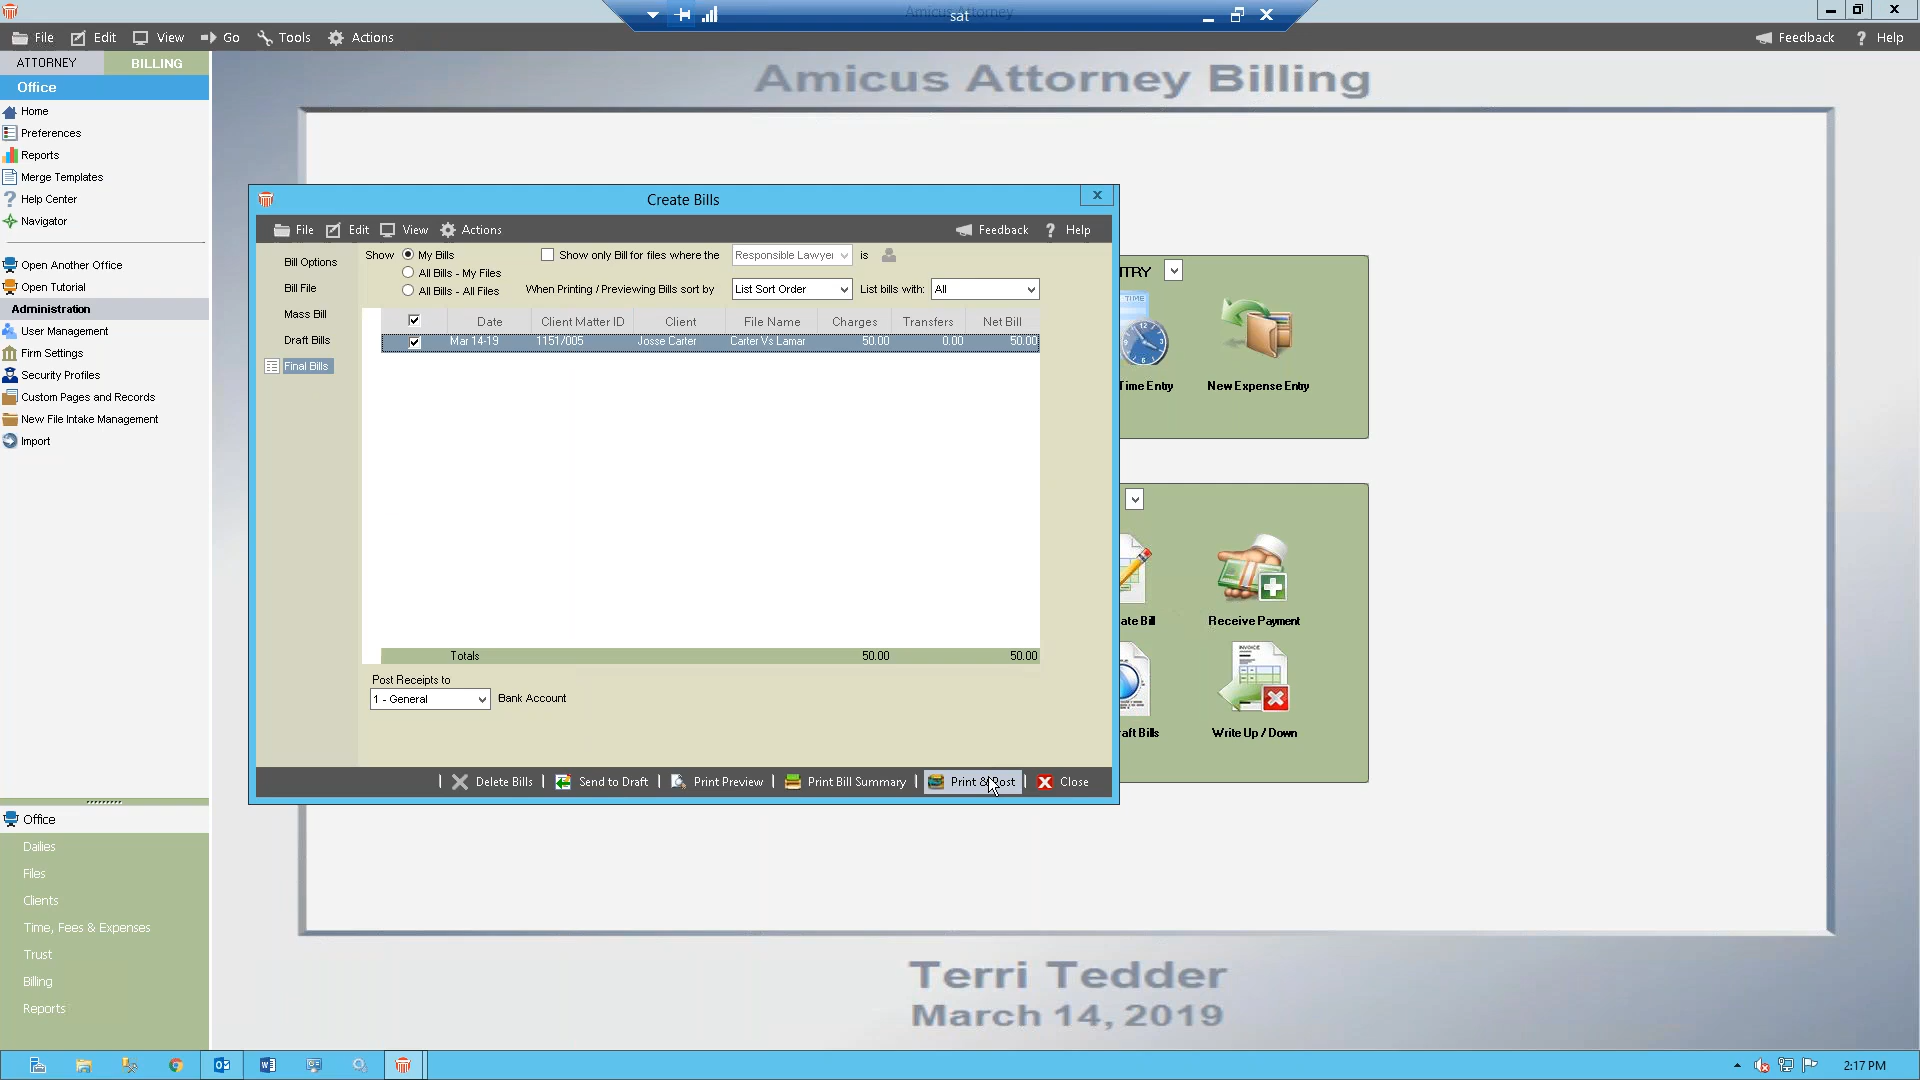 Amicus Attorney
sat
File Edit View Go Tools Actions Feedback ? Help
ATTORNEY BILLING
Office
Home
Preferences
Reports
Merge Templates
Help Center
Navigator
Open Another Office
Open Tutorial
Administration
User Management
Firm Settings
Security Profiles
Custom Pages and Records
New File Intake Management
Import
Office
Dailies
Files
Clients
Time, Fees & Expenses
Trust
Billing
Reports
Amicus Attorney Billing
Create Bills
File Edit View Actions Feedback ? Help
Bill Options
Bill File
Mass Bill
Draft Bills
Final Bills
Show My Bills Show only Bill for files where the Responsible Lawyer is
All Bills - My Files
All Bills - All Files When Printing / Previewing Bills sort by List Sort Order List bills with: All
Date Client Matter ID Client File Name Charges Transfers Net Bill
Mar 14-19 1151/005 Josse Carter Carter Vs Lamar 50.00 0.00 50.00
Totals 50.00 50.00
Post Receipts to
1 - General Bank Account
Delete Bills Send to Draft Print Preview Print Bill Summary Print & Post Close
TRY
TIME
Time Entry New Expense Entry
ate Bill Receive Payment
INVOICE
aft Bills Write Up / Down
Terri Tedder
March 14, 2019
2:17 PM